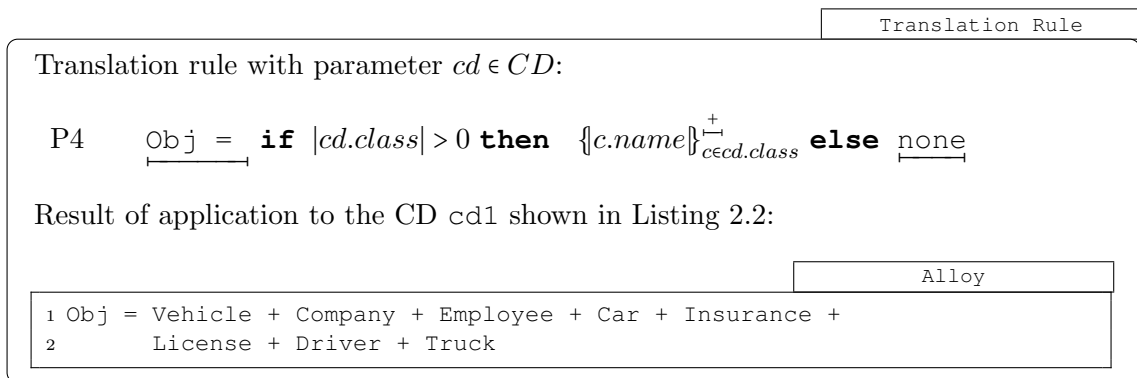 Translation Rule
Translation rule with parameter cd ∈ CD:
P4 Obj = if |cd.class| > 0 then {|c.name|}^{+}_{c∈cd.class} else none
Result of application to the CD cd1 shown in Listing 2.2:
Alloy
1 Obj = Vehicle + Company + Employee + Car + Insurance +
2 License + Driver + Truck